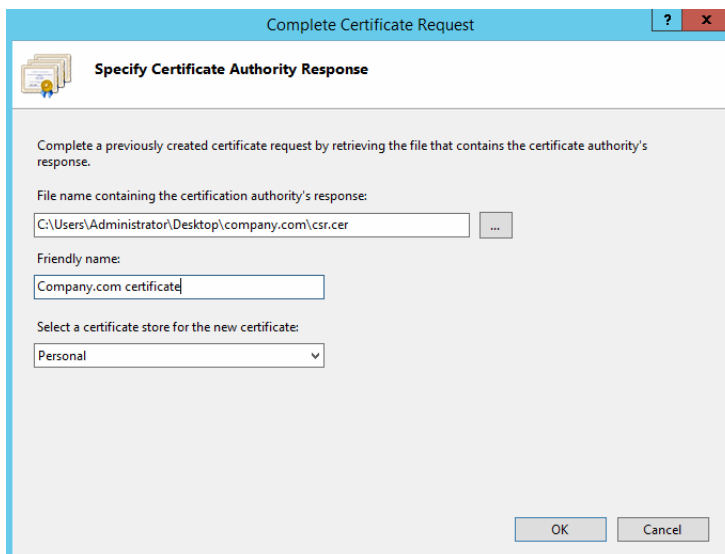 Complete Certificate Request
?
x
Specify Certificate Authority Response
Complete a previously created certificate request by retrieving the file that contains the certificate authority's
response.
File name containing the certification authority's response:
C:\Users\Administrator\Desktop\company.com\csr.cer
...
Friendly name:
Company.com certificate
Select a certificate store for the new certificate:
Personal
OK
Cancel